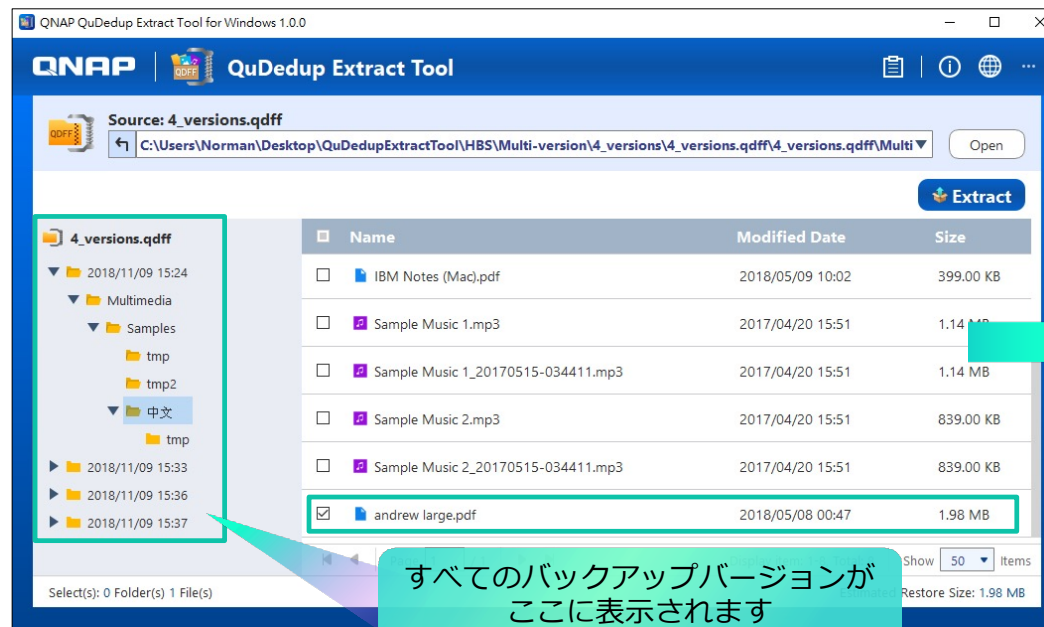 QNAP QuDedup Extract Tool for Windows 1.0.0
QNAP QDFF QuDedup Extract Tool
Source: 4_versions.qdff
QDFF C:\Users\Norman\Desktop\QuDedupExtractTool\HBS\Multi-version\4_versions\4_versions.qdff\4_versions.qdff\Multi Open
Extract
4_versions.qdff
2018/11/09 15:24
Multimedia
Samples
tmp
tmp2
中文
tmp
2018/11/09 15:33
2018/11/09 15:36
2018/11/09 15:37
Name Modified Date Size
IBM Notes (Mac).pdf 2018/05/09 10:02 399.00 KB
Sample Music 1.mp3 2017/04/20 15:51 1.14 MB
Sample Music 1_20170515-034411.mp3 2017/04/20 15:51 1.14 MB
Sample Music 2.mp3 2017/04/20 15:51 839.00 KB
Sample Music 2_20170515-034411.mp3 2017/04/20 15:51 839.00 KB
andrew large.pdf 2018/05/08 00:47 1.98 MB
Show 50 Items
すべてのバックアップバージョンが
ここに表示されます
Select(s): 0 Folder(s) 1 File(s) Estimated Restore Size: 1.98 MB